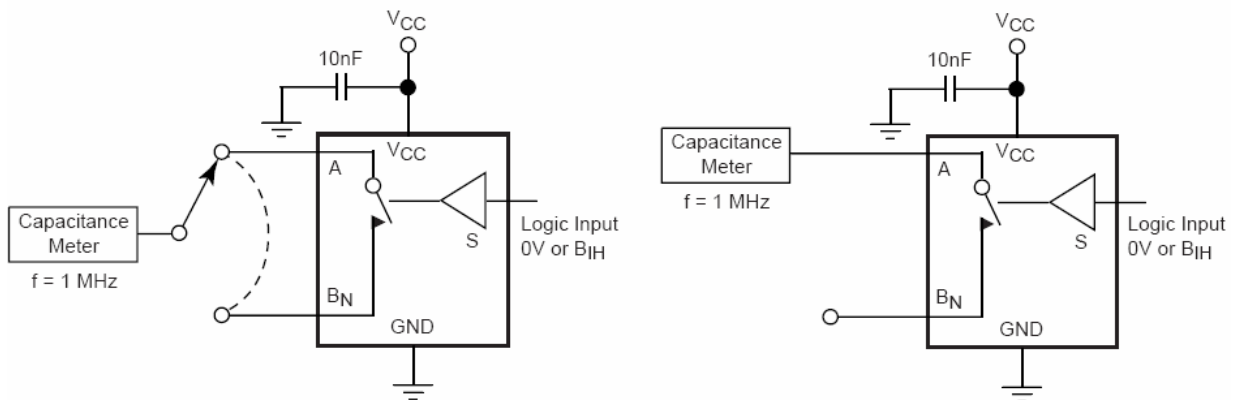 VCC
10nF
VCC
A
Capacitance
Meter
f = 1 MHz
S
Logic Input
0V or BIH
BN
GND
VCC
10nF
Capacitance
Meter
f = 1 MHz
VCC
A
S
Logic Input
0V or BIH
BN
GND